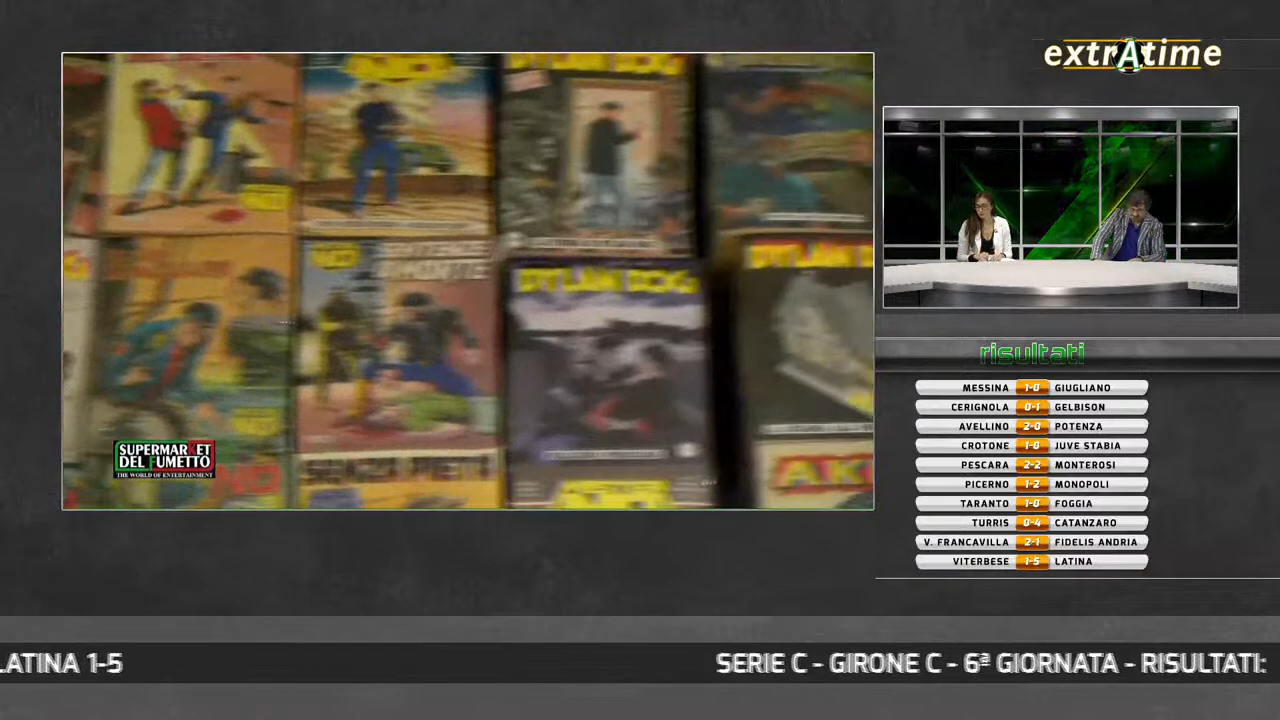 extrAtime
DYLAN DOG
DYLAN DOG
SUPERMARKET
DEL FUMETTO
THE WORLD OF ENTERTAINMENT
risultati
MESSINA 1-0 GIUGLIANO
CERIGNOLA 0-1 GELBISON
AVELLINO 2-0 POTENZA
CROTONE 1-0 JUVE STABIA
PESCARA 2-2 MONTEROSI
PICERNO 1-2 MONOPOLI
TARANTO 1-0 FOGGIA
TURRIS 0-4 CATANZARO
V. FRANCAVILLA 2-1 FIDELIS ANDRIA
VITERBESE 1-5 LATINA
LATINA 1-5 SERIE C - GIRONE C - 6ª GIORNATA - RISULTATI: